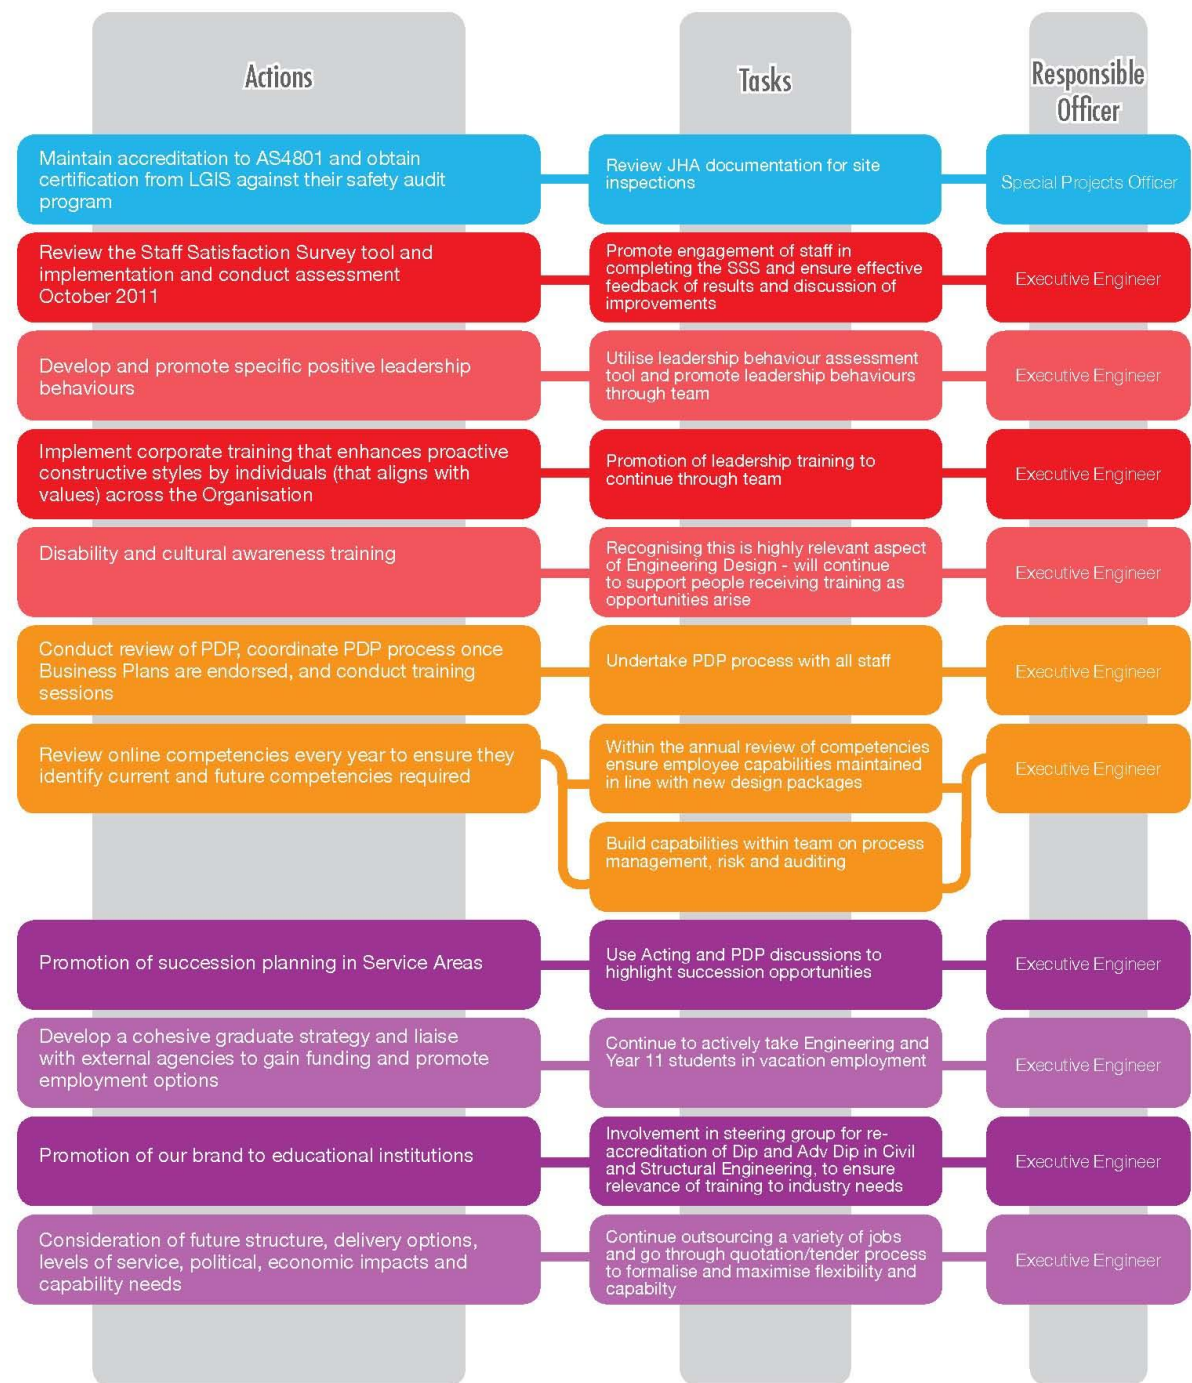 Actions
Tasks
Responsible
Officer
Maintain accreditation to AS4801 and obtain
certification from LGIS against their safety audit
program
Review JHA documentation for site
inspections
Special Projects Officer
Review the Staff Satisfaction Survey tool and
implementation and conduct assessment
October 2011
Promote engagement of staff in
completing the SSS and ensure effective
feedback of results and discussion of
improvements
Executive Engineer
Develop and promote specific positive leadership
behaviours
Utilise leadership behaviour assessment
tool and promote leadership behaviours
through team
Executive Engineer
Implement corporate training that enhances proactive
constructive styles by individuals (that aligns with
values) across the Organisation
Promotion of leadership training to
continue through team
Executive Engineer
Disability and cultural awareness training
Recognising this is highly relevant aspect
of Engineering Design - will continue
to support people receiving training as
opportunities arise
Executive Engineer
Conduct review of PDP, coordinate PDP process once
Business Plans are endorsed, and conduct training
sessions
Undertake PDP process with all staff
Executive Engineer
Review online competencies every year to ensure they
identify current and future competencies required
Within the annual review of competencies
ensure employee capabilities maintained
in line with new design packages
Executive Engineer
Build capabilities within team on process
management, risk and auditing
Promotion of succession planning in Service Areas
Use Acting and PDP discussions to
highlight succession opportunities
Executive Engineer
Develop a cohesive graduate strategy and liaise
with external agencies to gain funding and promote
employment options
Continue to actively take Engineering and
Year 11 students in vacation employment
Executive Engineer
Promotion of our brand to educational institutions
Involvement in steering group for re-
accreditation of Dip and Adv Dip in Civil
and Structural Engineering, to ensure
relevance of training to industry needs
Executive Engineer
Consideration of future structure, delivery options,
levels of service, political, economic impacts and
capability needs
Continue outsourcing a variety of jobs
and go through quotation/tender process
to formalise and maximise flexibility and
capabilty
Executive Engineer